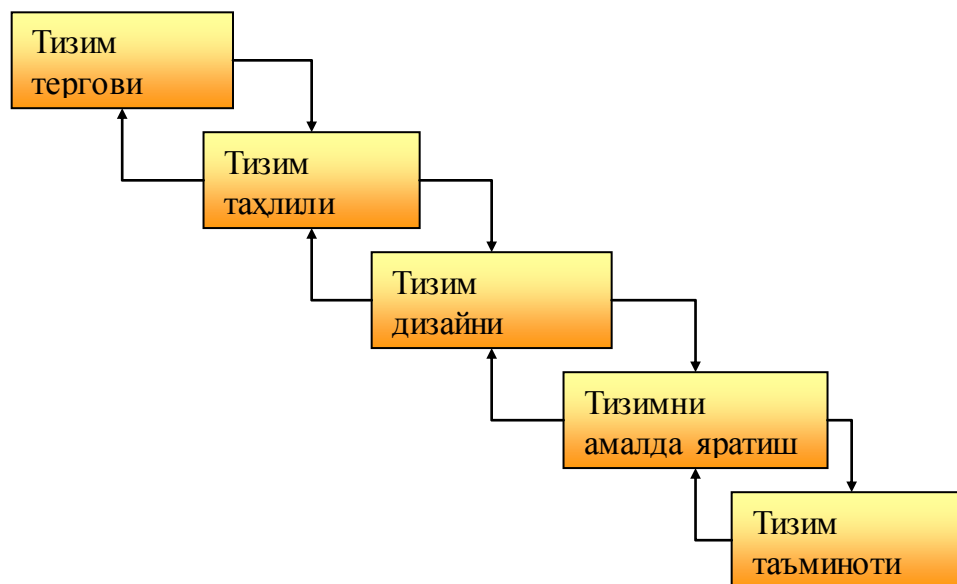 Тизим
тергови
Тизим
таҳлили
Тизим
дизайни
Тизимни
амалда яратиш
Тизим
таъминоти